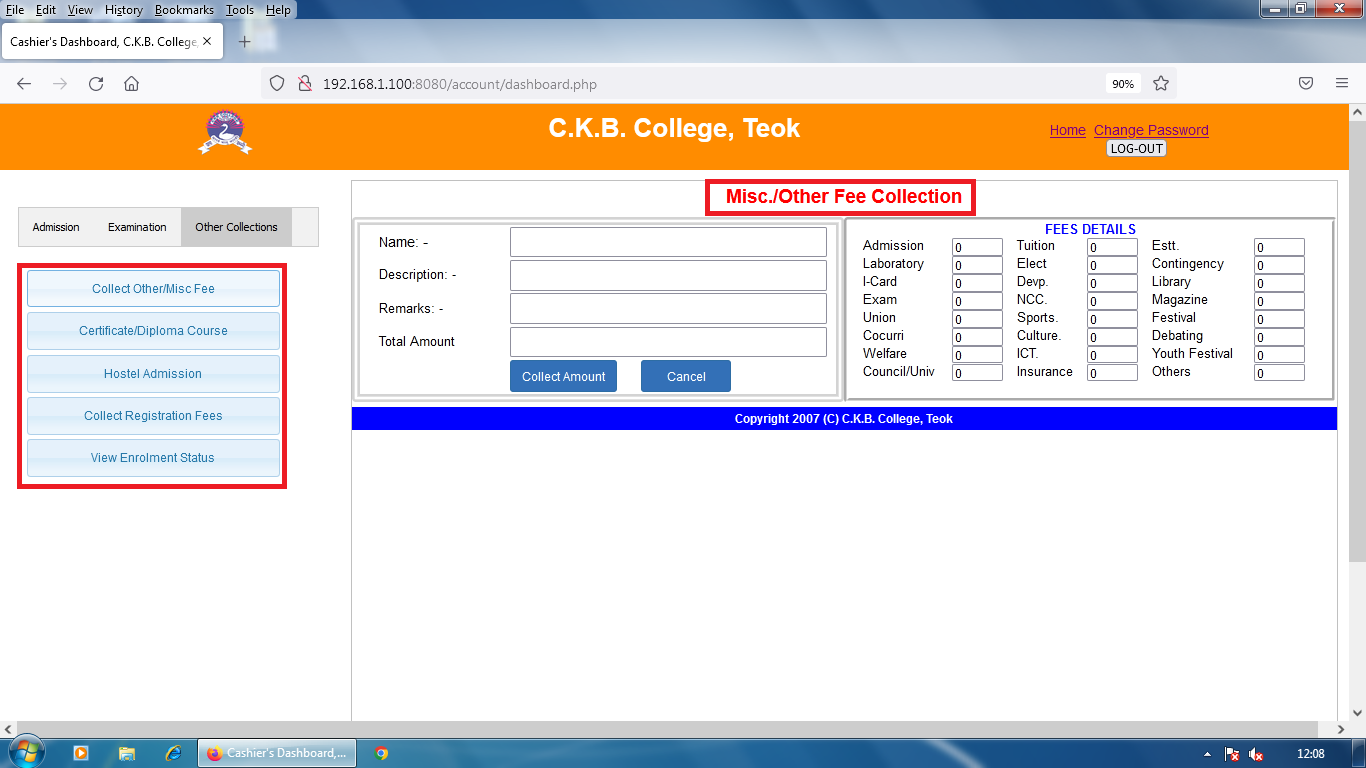 File Edit View History Bookmarks Tools Help
Cashier's Dashboard, C.K.B. College,
192.168.1.100:8080/account/dashboard.php
90%
C.K.B. College, Teok
Home Change Password
LOG-OUT
Misc./Other Fee Collection
Admission Examination Other Collections
Collect Other/Misc Fee
Certificate/Diploma Course
Hostel Admission
Collect Registration Fees
View Enrolment Status
Name: -
Description: -
Remarks: -
Total Amount
Collect Amount Cancel
FEES DETAILS
Admission 0 Tuition 0 Estt. 0
Laboratory 0 Elect 0 Contingency 0
I-Card 0 Devp. 0 Library 0
Exam 0 NCC. 0 Magazine 0
Union 0 Sports. 0 Festival 0
Cocurri 0 Culture. 0 Debating 0
Welfare 0 ICT. 0 Youth Festival 0
Council/Univ 0 Insurance 0 Others 0
Copyright 2007 (C) C.K.B. College, Teok
Cashier's Dashboard,...
12:08